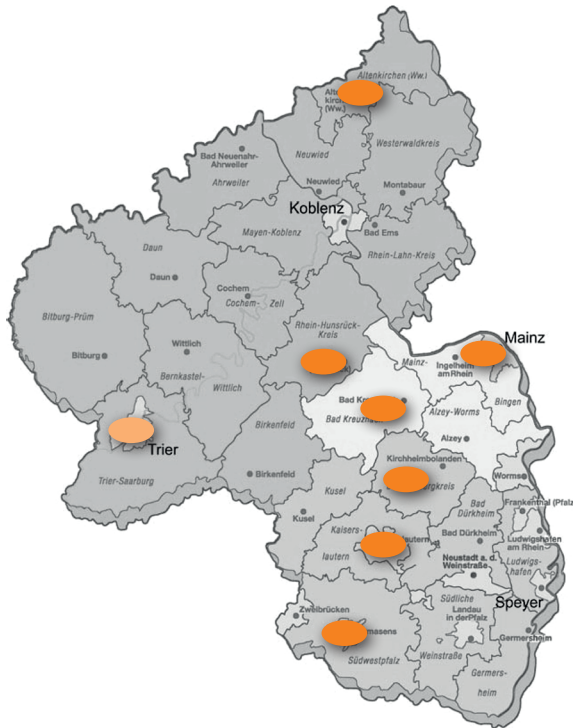 Altenkirchen (Ww.)
(Ww.)
Neuwied
Westerwaldkreis
Bad Neuenahr-
Ahrweiler
Ahrweiler
Neuwied
Montabaur
Koblenz
Mayen-Koblenz
Bad Ems
Rhein-Lahn-Kreis
Daun
Daun
Cochem
Cochem-
Zell
Bitburg-Prüm
Rhein-Hunsrück-
Kreis
Mainz
Wittlich
Bitburg
Mainz-
Ingelheim
am Rhein
Bernkastel-
Wittlich
Bingen
Bad Kreuznach
Alzey-Worms
Birkenfeld
Alzey
Trier
Kirchheimbolanden
Trier-Saarburg
Birkenfeld
Worms
Kusel
Bad
Dürkheim
Frankenthal (Pfalz
Kusel
Kaisers-
lautern
Bad Dürkheim
Ludwigshafen
am Rhein
lautern
Neustadt a. d.
Weinstraße
Ludwigs-
hafen
Speyer
Südliche
Zweibrücken
Landau
in der Pfalz
Germersheim
Weinstraße
Südwestpfalz
Germers-
heim